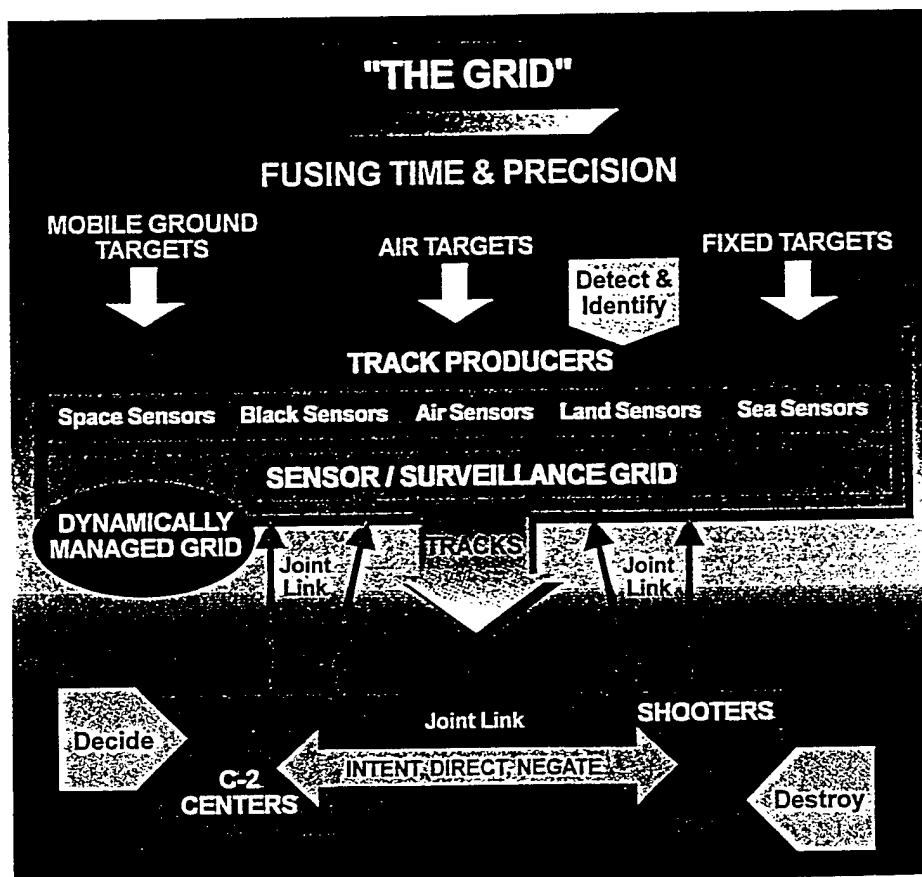 "THE GRID"
FUSING TIME & PRECISION
MOBILE GROUND
TARGETS
AIR TARGETS
FIXED TARGETS
Detect &
Identify
TRACK PRODUCERS
Space Sensors
Black Sensors
Air Sensors
Land Sensors
Sea Sensors
SENSOR / SURVEILLANCE GRID
DYNAMICALLY
MANAGED GRID
Joint
Link
TRACKS
Joint
Link
Decide
Joint Link
SHOOTERS
INTENT-DIRECT-NEGATE
C-2
CENTERS
Destroy